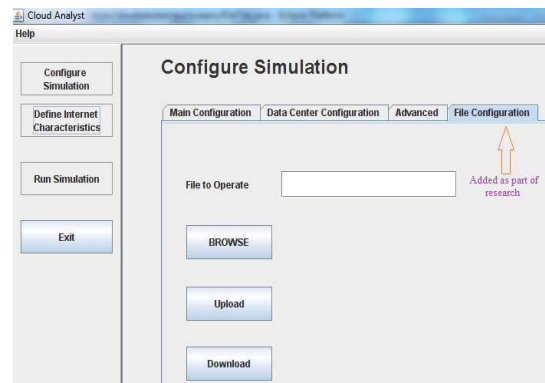 Cloud Analyst
Help
Configure Simulation
Configure
Simulation
Define Internet
Characteristics
Run Simulation
Exit
Main Configuration Data Center Configuration Advanced File Configuration
File to Operate
Added as part of
research
BROWSE
Upload
Download